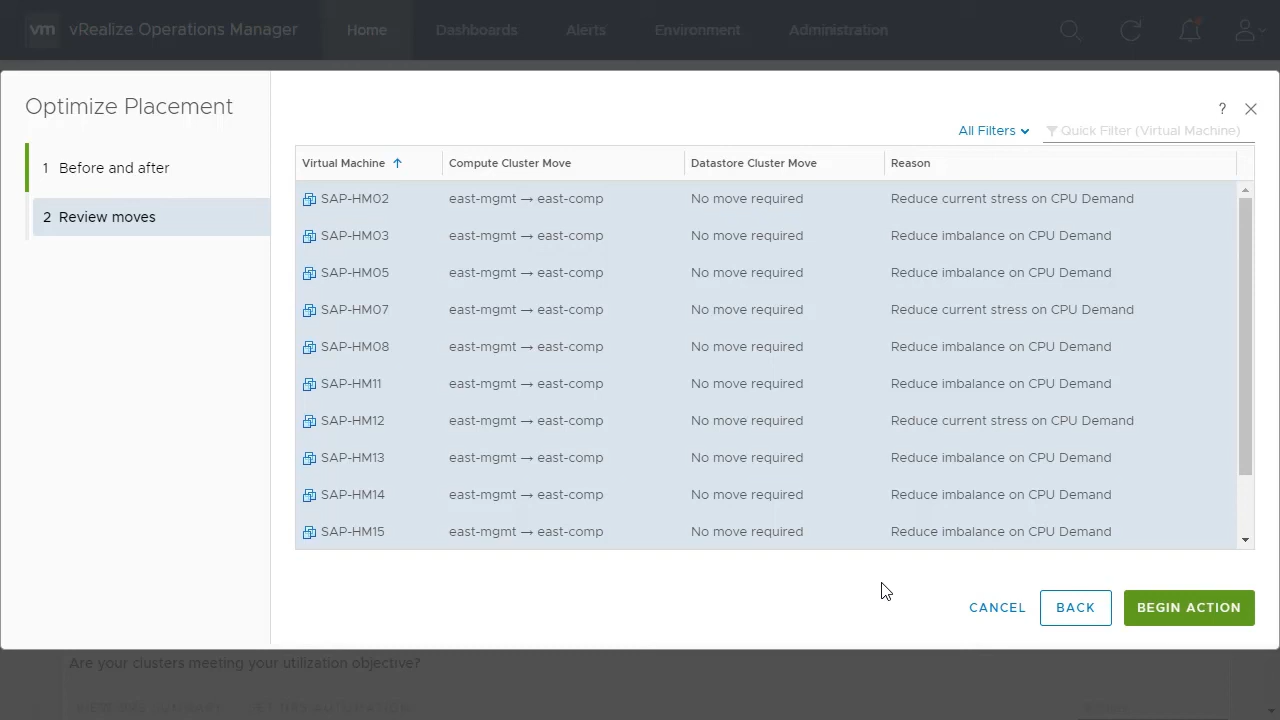 vm vRealize Operations Manager Home Dashboards Alerts Environment Administration
Optimize Placement
1 Before and after
2 Review moves
?
All Filters Quick Filter (Virtual Machine)
Virtual Machine Compute Cluster Move Datastore Cluster Move Reason
SAP-HM02 east-mgmt → east-comp No move required Reduce current stress on CPU Demand
SAP-HM03 east-mgmt → east-comp No move required Reduce imbalance on CPU Demand
SAP-HM05 east-mgmt → east-comp No move required Reduce imbalance on CPU Demand
SAP-HM07 east-mgmt → east-comp No move required Reduce current stress on CPU Demand
SAP-HM08 east-mgmt → east-comp No move required Reduce imbalance on CPU Demand
SAP-HM11 east-mgmt → east-comp No move required Reduce imbalance on CPU Demand
SAP-HM12 east-mgmt → east-comp No move required Reduce current stress on CPU Demand
SAP-HM13 east-mgmt → east-comp No move required Reduce imbalance on CPU Demand
SAP-HM14 east-mgmt → east-comp No move required Reduce imbalance on CPU Demand
SAP-HM15 east-mgmt → east-comp No move required Reduce imbalance on CPU Demand
CANCEL BACK BEGIN ACTION
Are your clusters meeting your utilization objective?